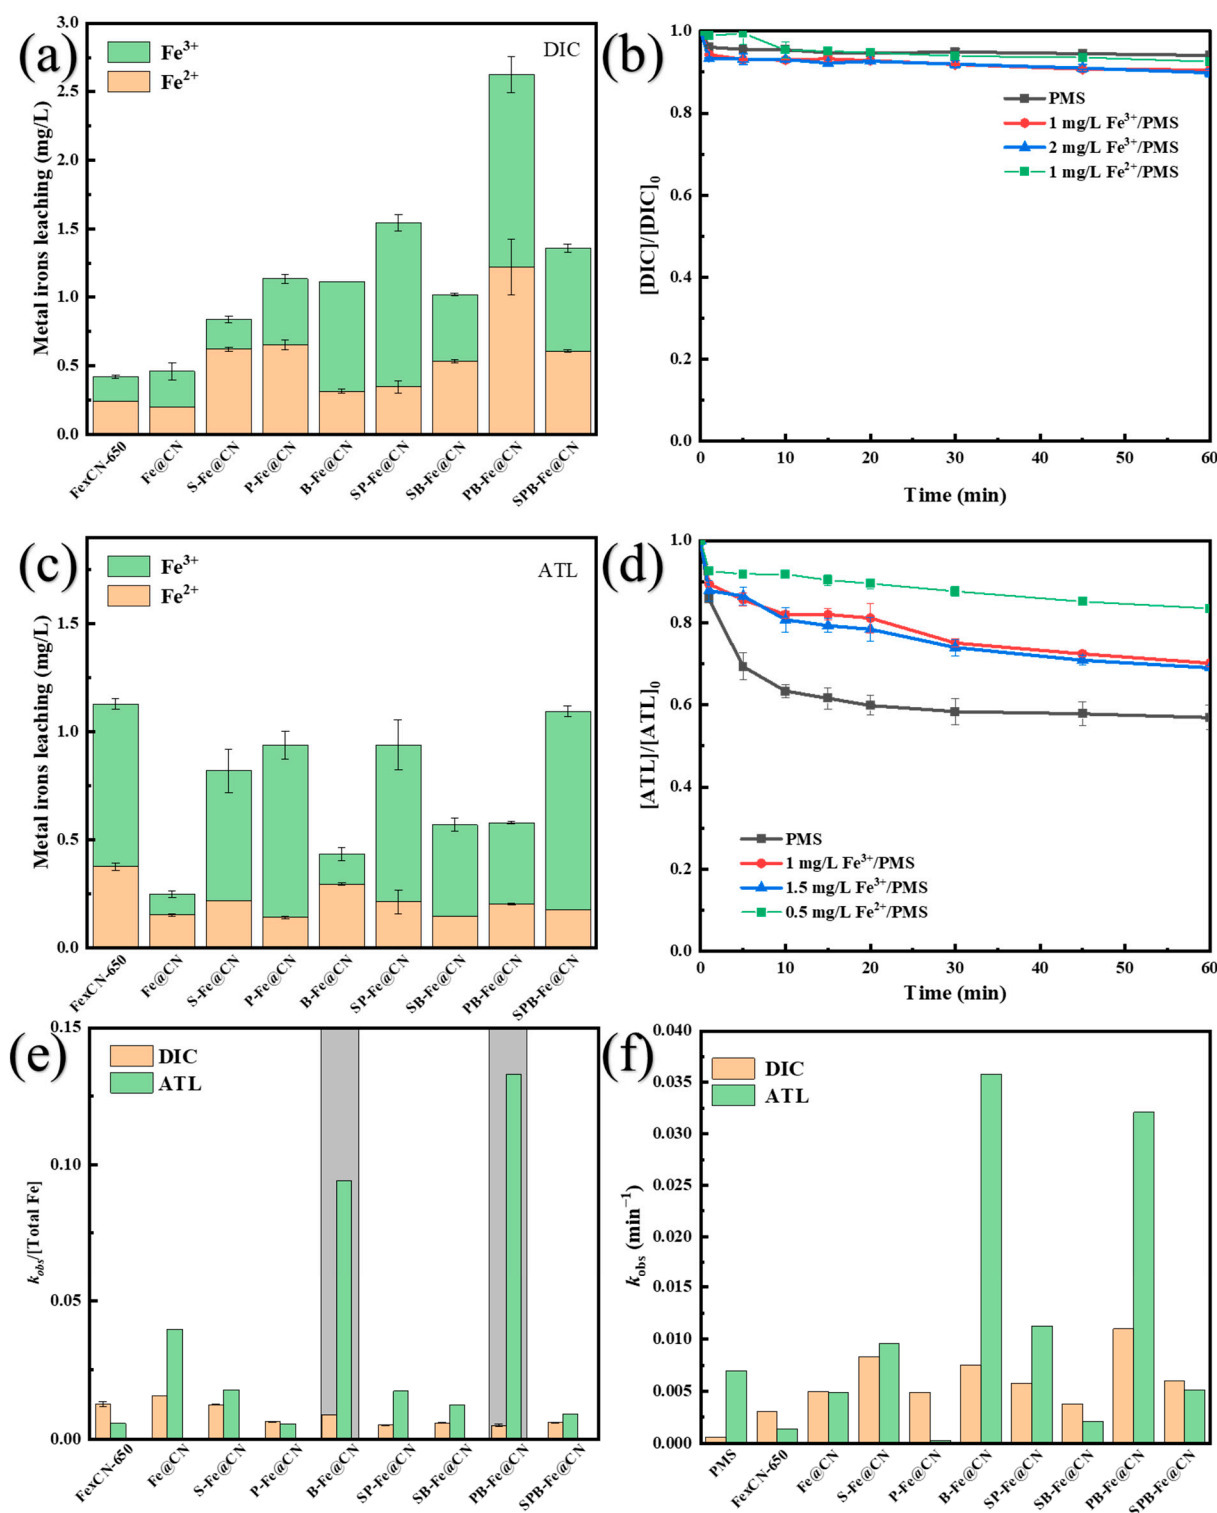 (a)
Fe³⁺
Fe²⁺
DIC
Metal irons leaching (mg/L)
3.0
2.5
2.0
1.5
1.0
0.5
0.0
FexCN-650
Fe@CN
S-Fe@CN
P-Fe@CN
B-Fe@CN
SP-Fe@CN
SB-Fe@CN
PB-Fe@CN
SPB-Fe@CN
(b)
PMS
1 mg/L Fe³⁺/PMS
2 mg/L Fe³⁺/PMS
1 mg/L Fe²⁺/PMS
[DIC]/[DIC]₀
1.0
0.8
0.6
0.4
0.2
0.0
0 10 20 30 40 50 60
Time (min)
(c)
Fe³⁺
Fe²⁺
ATL
Metal irons leaching (mg/L)
1.5
1.0
0.5
0.0
FexCN-650
Fe@CN
S-Fe@CN
P-Fe@CN
B-Fe@CN
SP-Fe@CN
SB-Fe@CN
PB-Fe@CN
SPB-Fe@CN
(d)
[ATL]/[ATL]₀
1.0
0.8
0.6
0.4
0.2
0.0
PMS
1 mg/L Fe³⁺/PMS
1.5 mg/L Fe³⁺/PMS
0.5 mg/L Fe²⁺/PMS
0 10 20 30 40 50 60
Time (min)
(e)
DIC
ATL
k_obs/[Total Fe]
0.15
0.10
0.05
0.00
FexCN-650
Fe@CN
S-Fe@CN
P-Fe@CN
B-Fe@CN
SP-Fe@CN
SB-Fe@CN
PB-Fe@CN
SPB-Fe@CN
(f)
DIC
ATL
k_obs (min⁻¹)
0.040
0.035
0.030
0.025
0.020
0.015
0.010
0.005
0.000
PMS
FexCN-650
Fe@CN
S-Fe@CN
P-Fe@CN
B-Fe@CN
SP-Fe@CN
SB-Fe@CN
PB-Fe@CN
SPB-Fe@CN